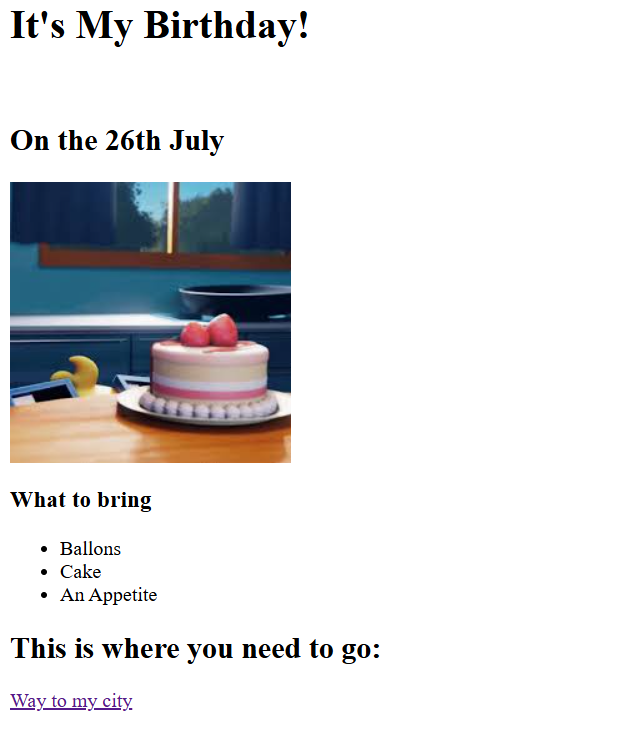 It's My Birthday!
On the 26th July
What to bring
• Ballons
• Cake
• An Appetite
This is where you need to go:
Way to my city